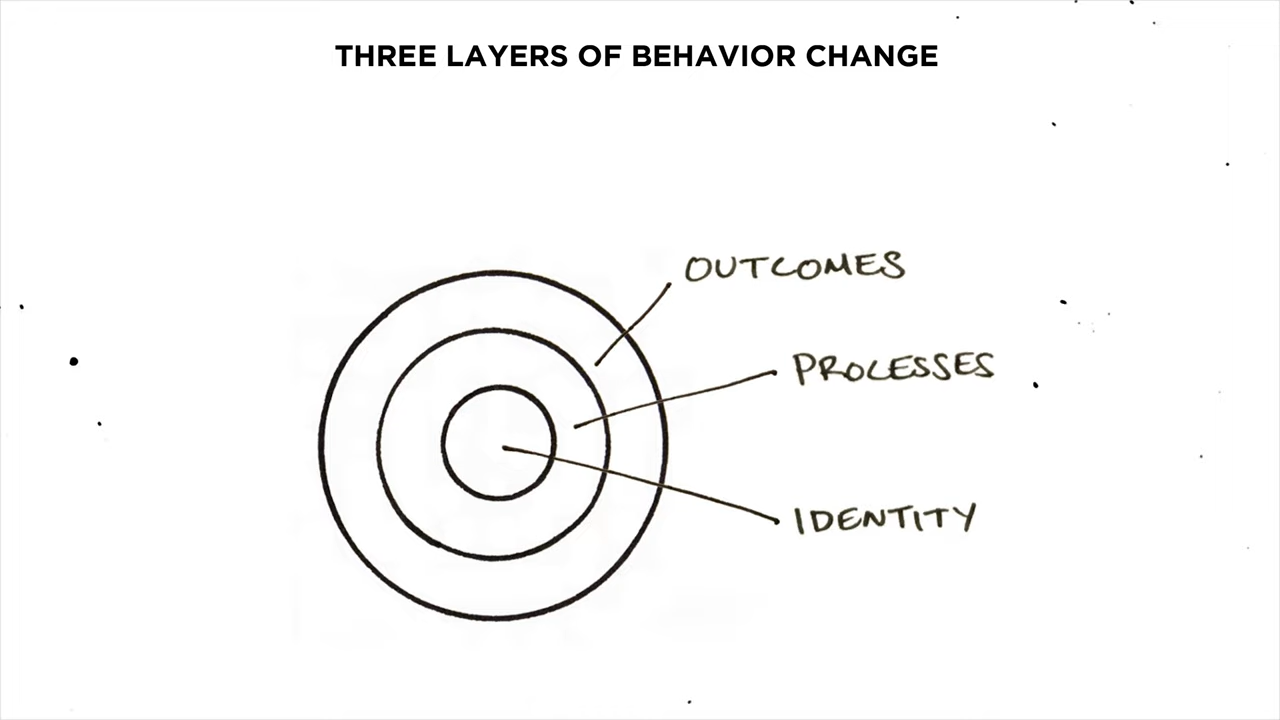 THREE LAYERS OF BEHAVIOR CHANGE
OUTCOMES
PROCESSES
IDENTITY